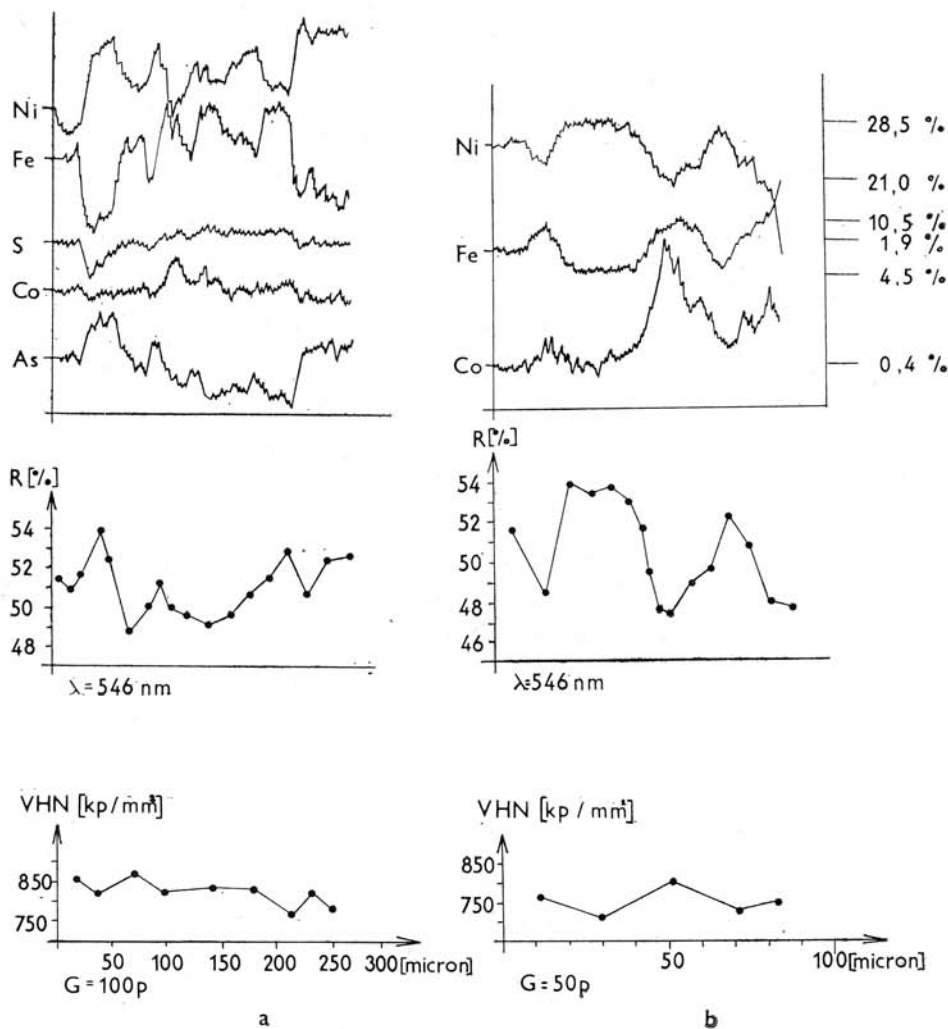 Ni
Fe
S
Co
As
Ni
Fe
Co
28,5 %
21,0 %
10,5 %
1,9 %
4,5 %
0,4 %
R [%]
54
52
50
48
λ = 546 nm
R [%]
54
52
50
48
46
λ=546 nm
VHN [kp/mm²]
850
750
50 100 150 200 250 300 [micron]
G = 100p
a
VHN [kp/mm²]
850
750
50 100 [micron]
G = 50p
b